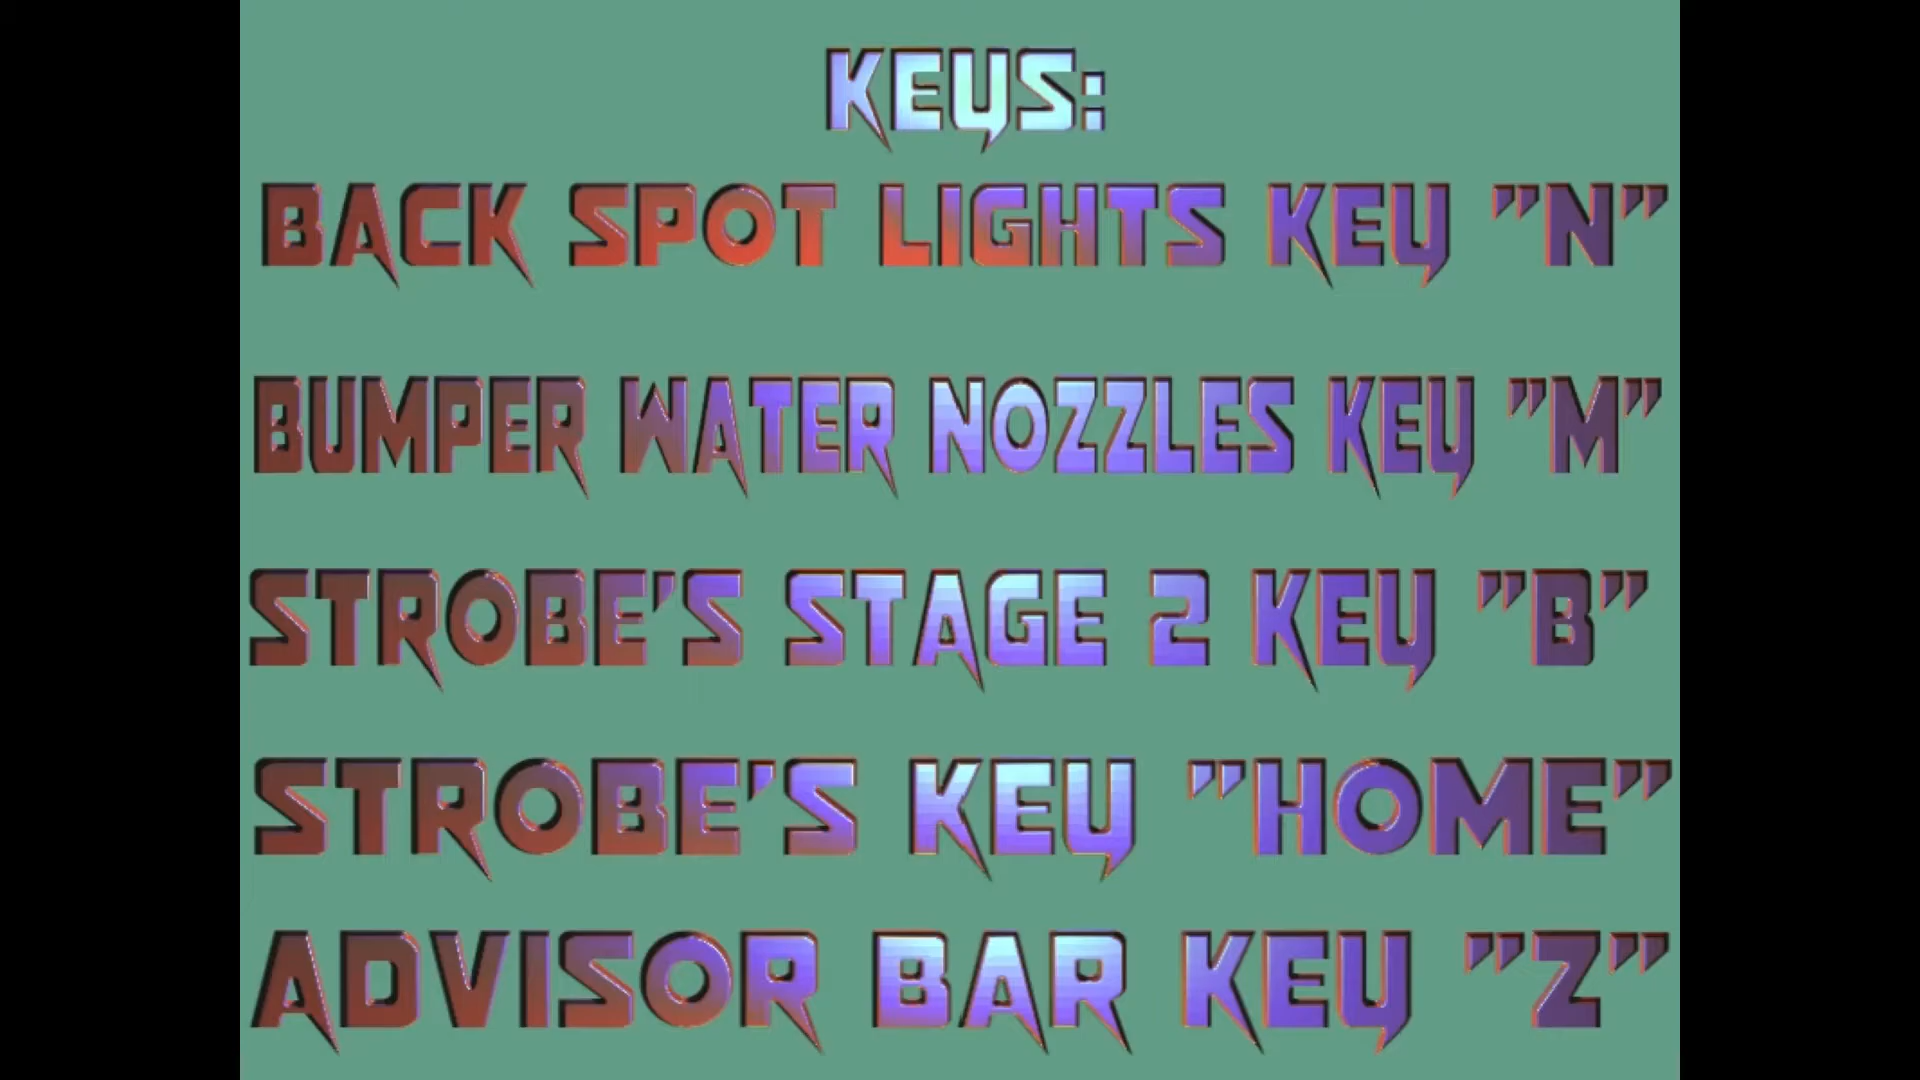 KEYS:
BACK SPOT LIGHTS KEY "N"
BUMPER WATER NOZZLES KEY "M"
STROBE'S STAGE 2 KEY "B"
STROBE'S KEY "HOME"
ADVISOR BAR KEY "Z"